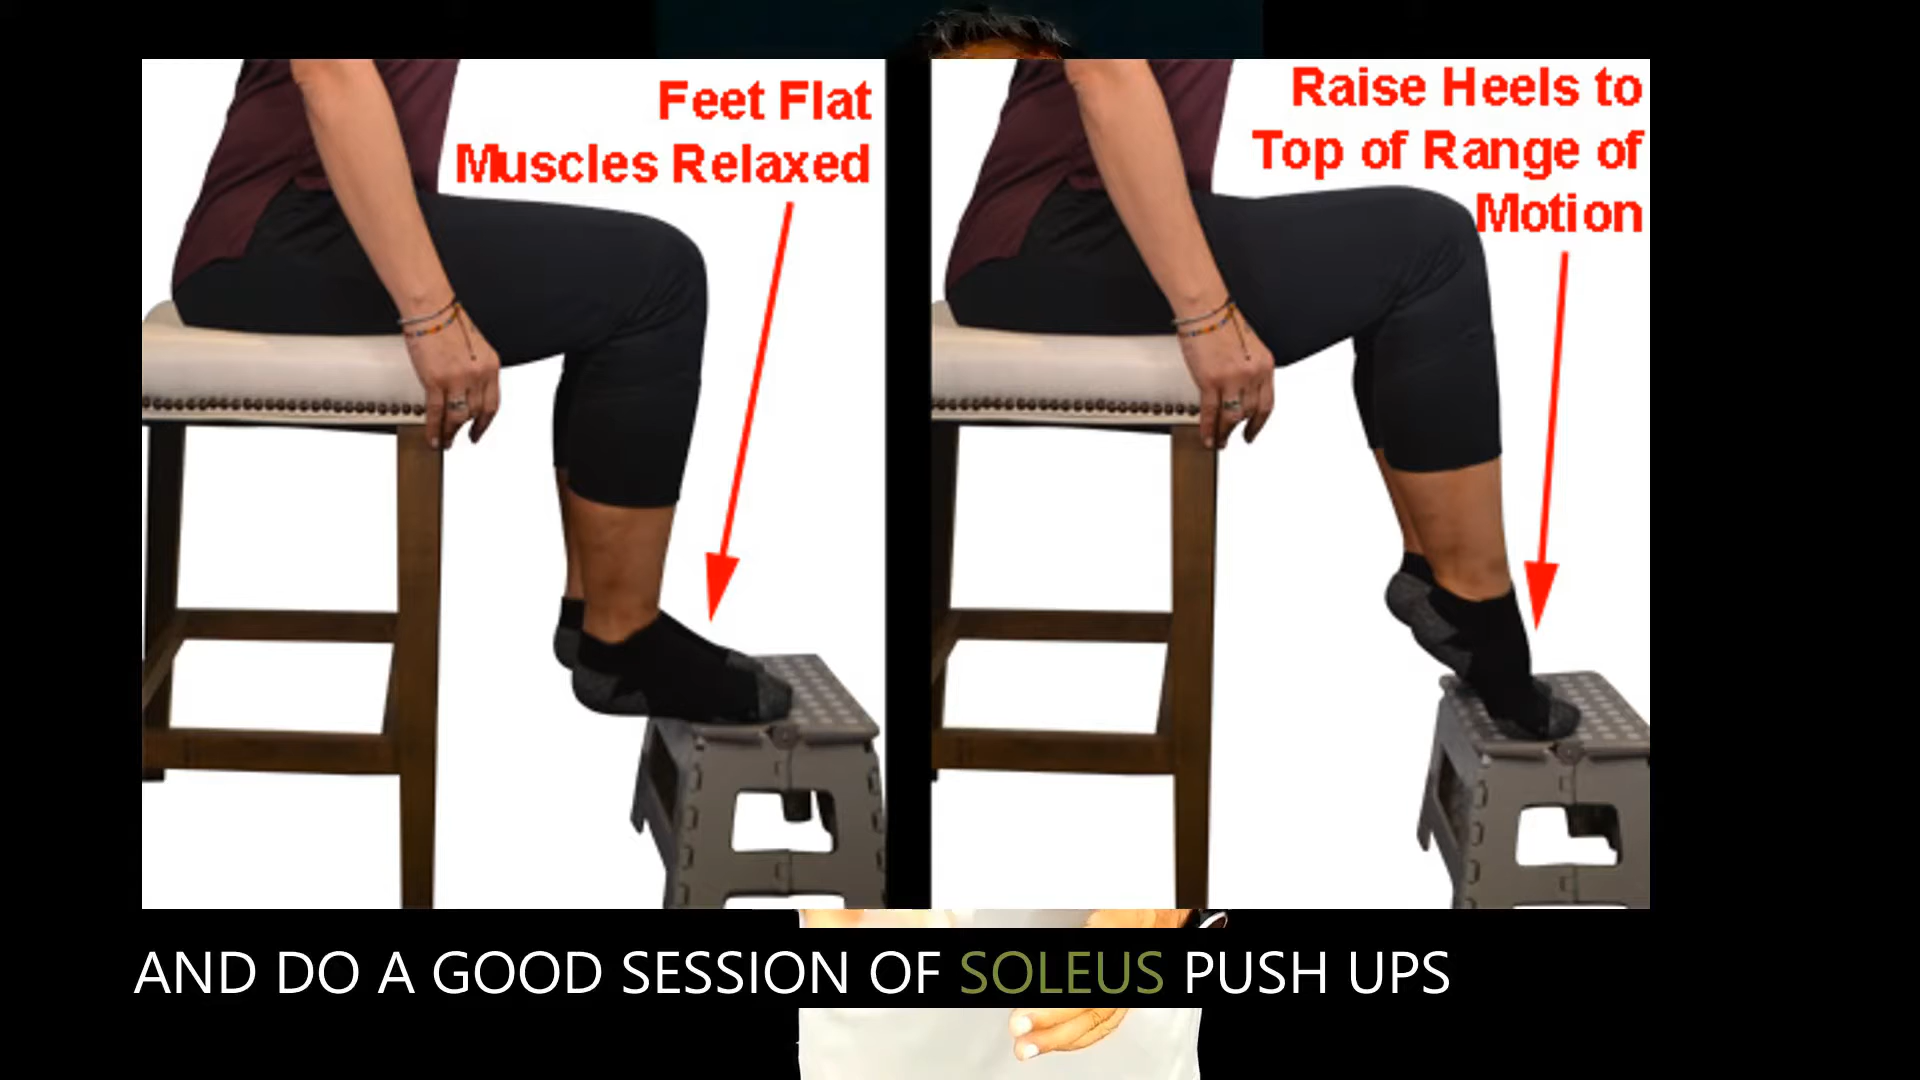 Feet Flat
Muscles Relaxed
Raise Heels to
Top of Range of
Motion
AND DO A GOOD SESSION OF SOLEUS PUSH UPS